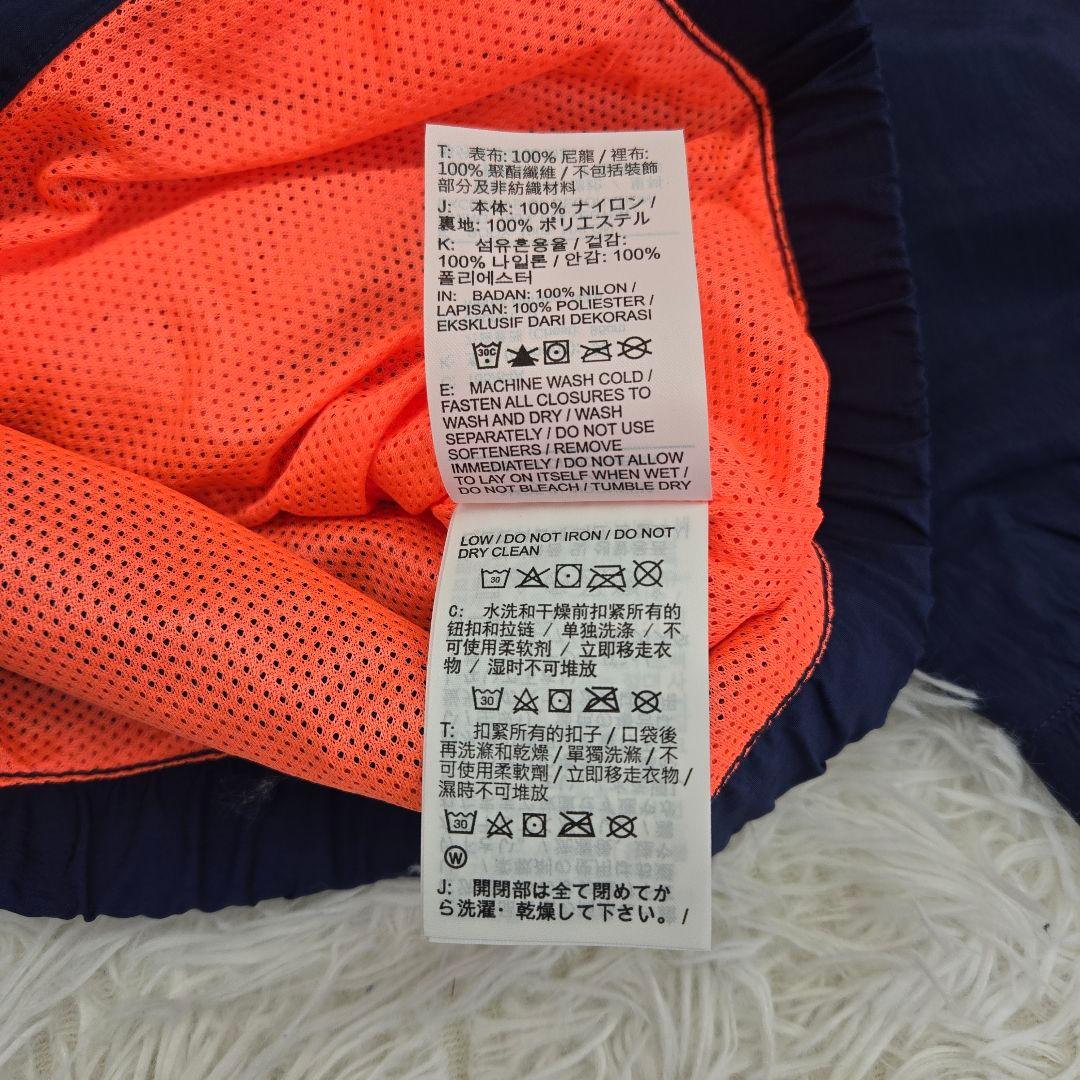 T: 表布: 100% 尼龍 / 裡布:
100% 聚酯纖維 / 不包括裝飾
部分及非紡織材料
J: 本体: 100% ナイロン /
裏地: 100% ポリエステル
K: 섬유혼용율 / 겉감:
100% 나일론 / 안감: 100%
폴리에스터
IN: BADAN: 100% NILON /
LAPISAN: 100% POLIESTER /
EKSKLUSIF DARI DEKORASI
30C
E: MACHINE WASH COLD /
FASTEN ALL CLOSURES TO
WASH AND DRY / WASH
SEPARATELY / DO NOT USE
SOFTENERS / REMOVE
IMMEDIATELY / DO NOT ALLOW
TO LAY ON ITSELF WHEN WET /
DO NOT BLEACH / TUMBLE DRY
LOW / DO NOT IRON / DO NOT
DRY CLEAN
30
C: 水洗和干燥前扣紧所有的
钮扣和拉链 / 单独洗涤 / 不
可使用柔软剂 / 立即移走衣
物 / 湿时不可堆放
30
T: 扣緊所有的扣子 / 口袋後
再洗滌和乾燥 / 單獨洗滌 / 不
可使用柔軟劑 / 立即移走衣物 /
濕時不可堆放
30
W
J: 開閉部は全て閉めてか
ら洗濯・乾燥して下さい。 /